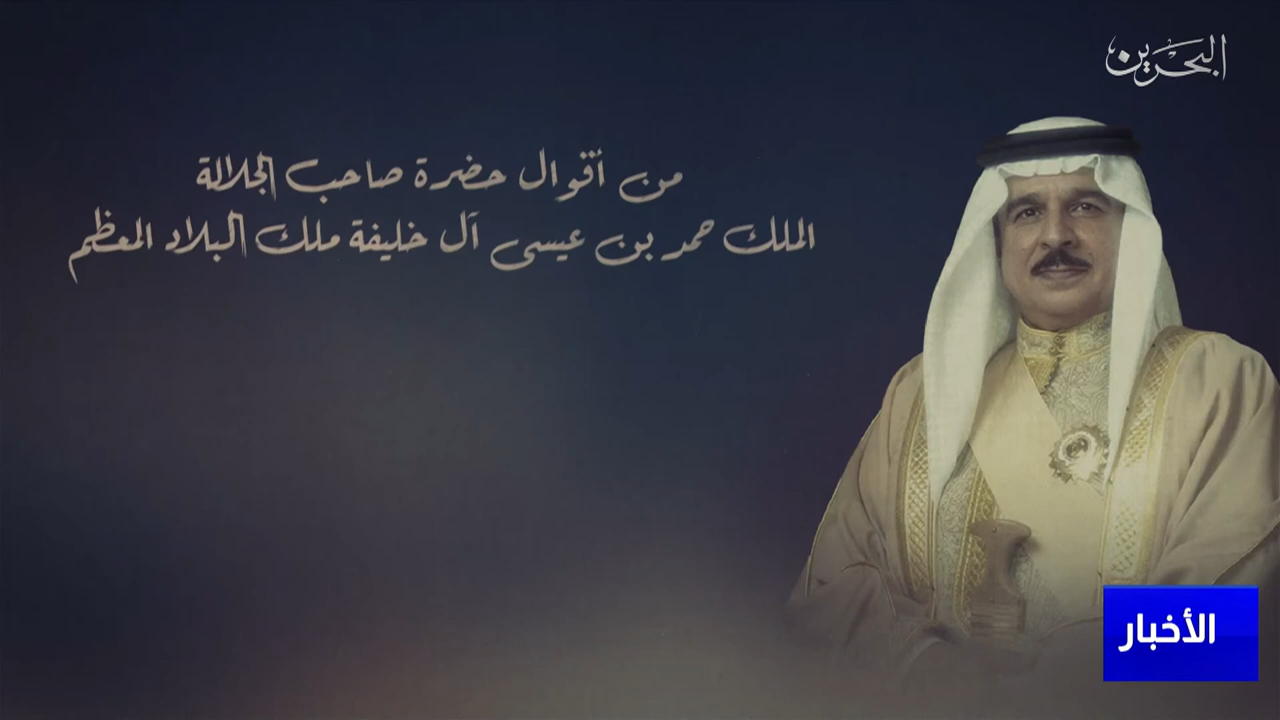 البحرين
من أقوال حضرة صاحب الجلالة
الملك حمد بن عيسى آل خليفة ملك البلاد المعظم
الأخبار